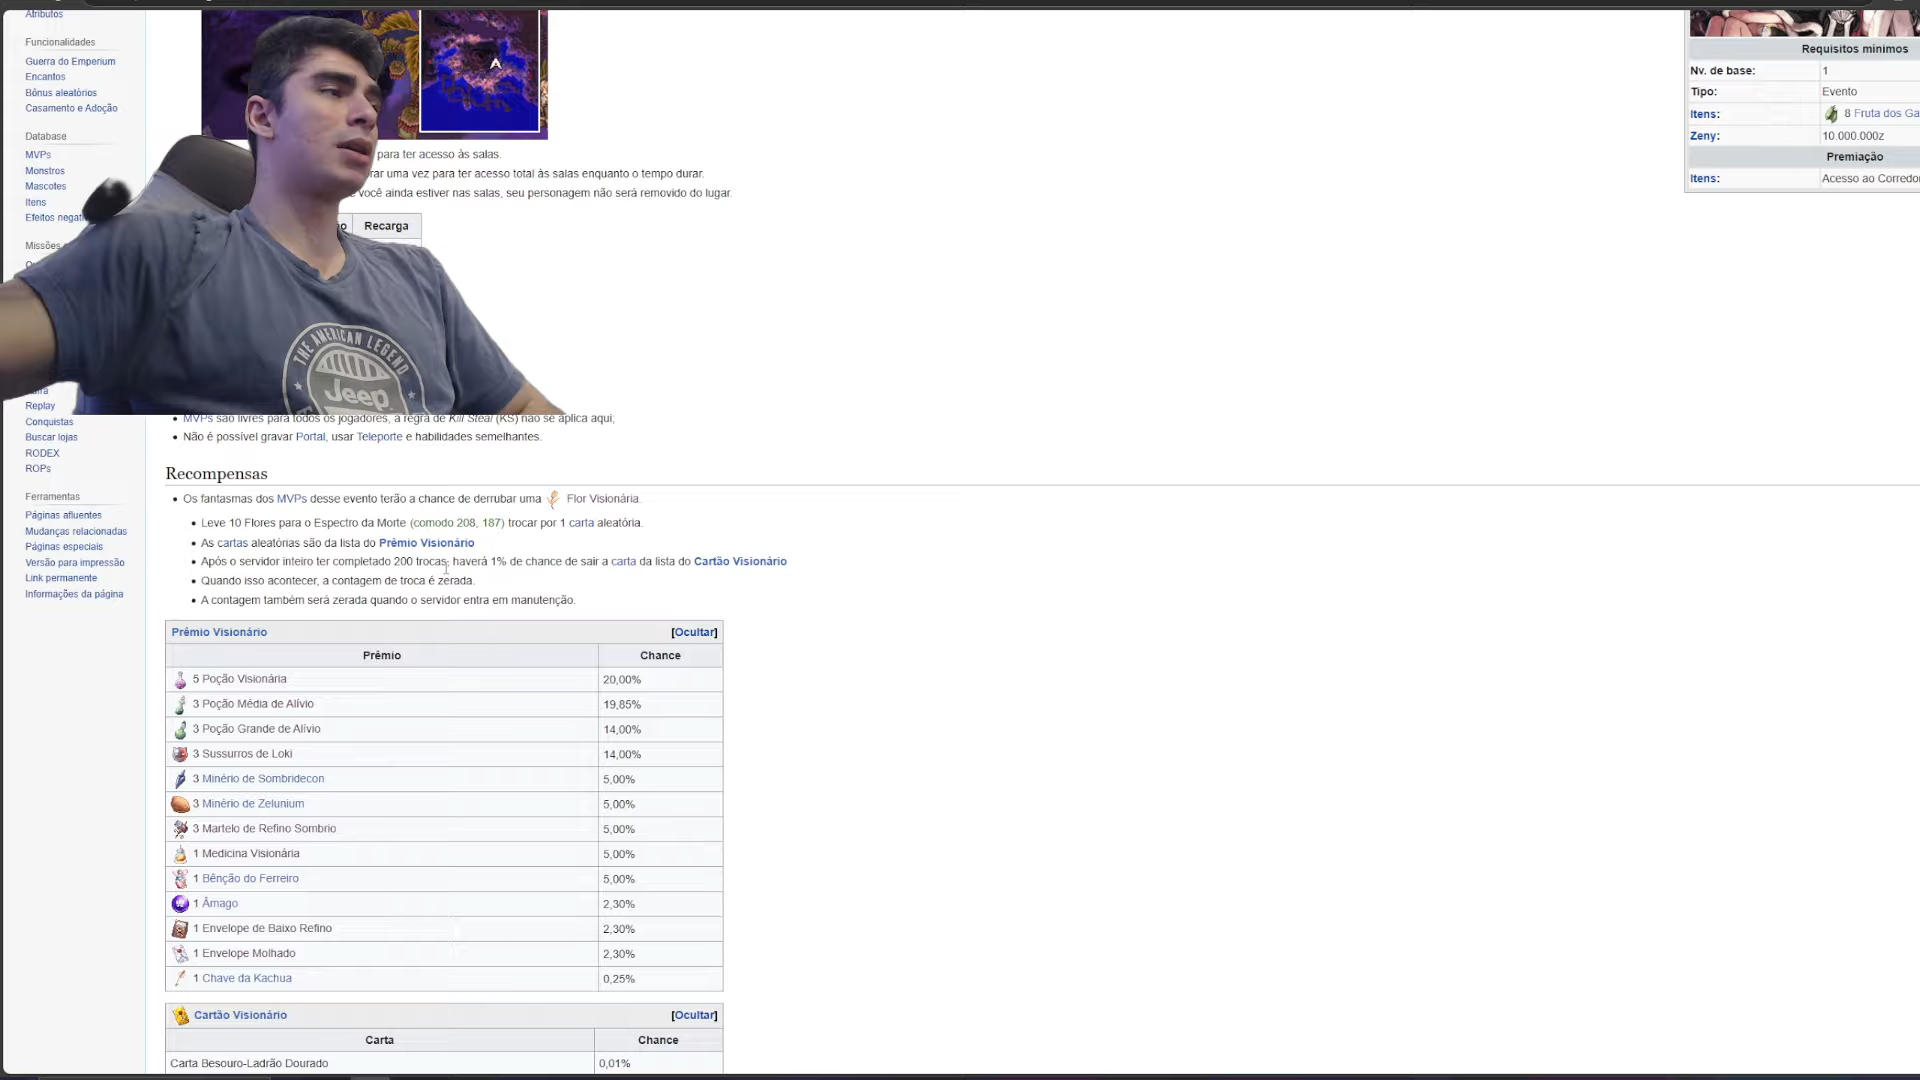 Atributos
Funcionalidades
Guerra do Emperium
Encantos
Bônus aleatórios
Casamento e Adoção
Database
MVPs
Monstros
Mascotes
Itens
Efeitos
Missões
Replay
Conquistas
Buscar lojas
RODEX
ROPs
Ferramentas
Páginas afluentes
Mudanças relacionadas
Páginas especiais
Versão para impressão
Link permanente
Informações da página
para ter acesso às salas.
uma vez para ter acesso total às salas enquanto o tempo durar.
você ainda estiver nas salas, seu personagem não será removido do lugar.
Recarga
THE AMERICAN LEGEND
Jeep
• MVPs são livres para todos os jogadores, a regra de Kill Steal (KS) não se aplica aqui;
• Não é possível gravar Portal, usar Teleporte e habilidades semelhantes.
Recompensas
• Os fantasmas dos MVPs desse evento terão a chance de derrubar uma Flor Visionária.
• Leve 10 Flores para o Espectro da Morte (comodo 208, 187) trocar por 1 carta aleatória.
• As cartas aleatórias são da lista do Prêmio Visionário
• Após o servidor inteiro ter completado 200 trocas, haverá 1% de chance de sair a carta da lista do Cartão Visionário
• Quando isso acontecer, a contagem de troca é zerada.
• A contagem também será zerada quando o servidor entra em manutenção.
Prêmio Visionário [Ocultar]
Prêmio Chance
5 Poção Visionária 20,00%
3 Poção Média de Alívio 19,85%
3 Poção Grande de Alívio 14,00%
3 Sussurros de Loki 14,00%
3 Minério de Sombridecon 5,00%
3 Minério de Zelunium 5,00%
3 Martelo de Refino Sombrio 5,00%
1 Medicina Visionária 5,00%
1 Bênção do Ferreiro 5,00%
1 Âmago 2,30%
1 Envelope de Baixo Refino 2,30%
1 Envelope Molhado 2,30%
1 Chave da Kachua 0,25%
Cartão Visionário [Ocultar]
Carta Chance
Carta Besouro-Ladrão Dourado 0,01%
Requisitos mínimos
Nv. de base: 1
Tipo: Evento
Itens: 8 Fruta dos
Zeny: 10.000.000z
Premiação
Itens: Acesso ao